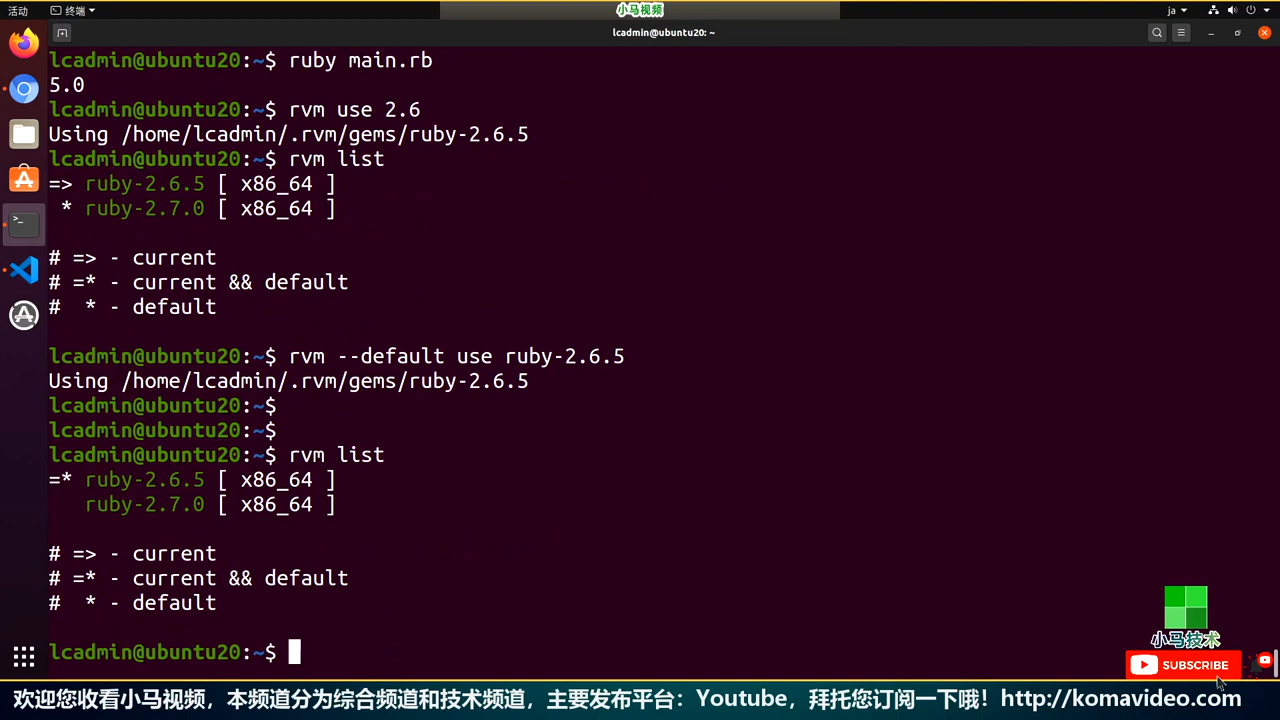 活动
终端
小马视频
ja
lcadmin@ubuntu20: ~
lcadmin@ubuntu20:~$ ruby main.rb
5.0
lcadmin@ubuntu20:~$ rvm use 2.6
Using /home/lcadmin/.rvm/gems/ruby-2.6.5
lcadmin@ubuntu20:~$ rvm list
=> ruby-2.6.5 [ x86_64 ]
 * ruby-2.7.0 [ x86_64 ]
# => - current
# =* - current && default
#  * - default
lcadmin@ubuntu20:~$ rvm --default use ruby-2.6.5
Using /home/lcadmin/.rvm/gems/ruby-2.6.5
lcadmin@ubuntu20:~$
lcadmin@ubuntu20:~$
lcadmin@ubuntu20:~$ rvm list
=* ruby-2.6.5 [ x86_64 ]
   ruby-2.7.0 [ x86_64 ]
# => - current
# =* - current && default
#  * - default
lcadmin@ubuntu20:~$
小马技术
SUBSCRIBE
欢迎您收看小马视频，本频道分为综合频道和技术频道，主要发布平台：Youtube，拜托您订阅一下哦！http://komavideo.com